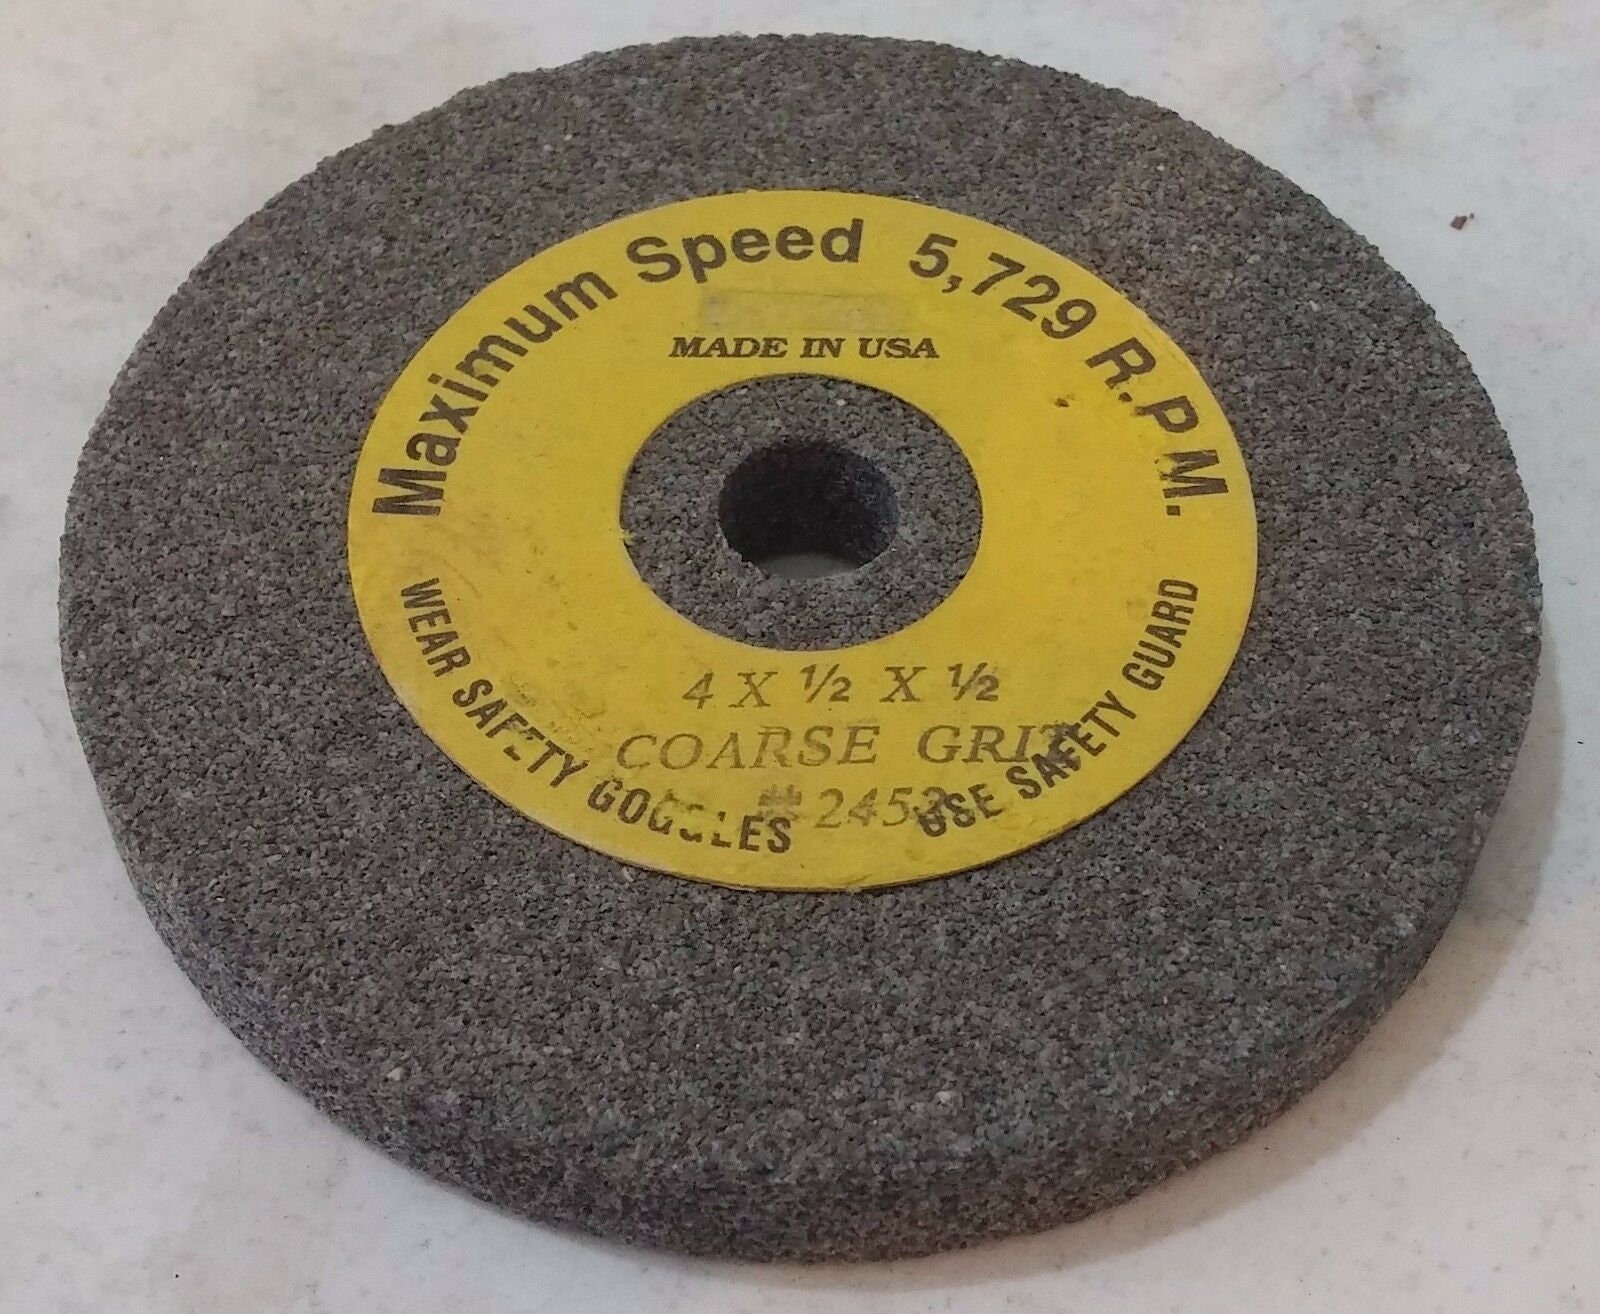 Maximum Speed 5,729 R.P.M.
MADE IN USA
4 X ½ X ½
COARSE GRIT
# 2453
WEAR SAFETY GOGGLES
USE SAFETY GUARD